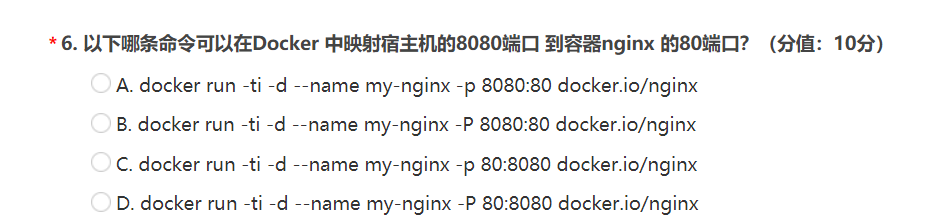 * 6. 以下哪条命令可以在Docker 中映射宿主机的8080端口 到容器nginx 的80端口? （分值：10分）
A. docker run -ti -d --name my-nginx -p 8080:80 docker.io/nginx
B. docker run -ti -d --name my-nginx -P 8080:80 docker.io/nginx
C. docker run -ti -d --name my-nginx -p 80:8080 docker.io/nginx
D. docker run -ti -d --name my-nginx -P 80:8080 docker.io/nginx